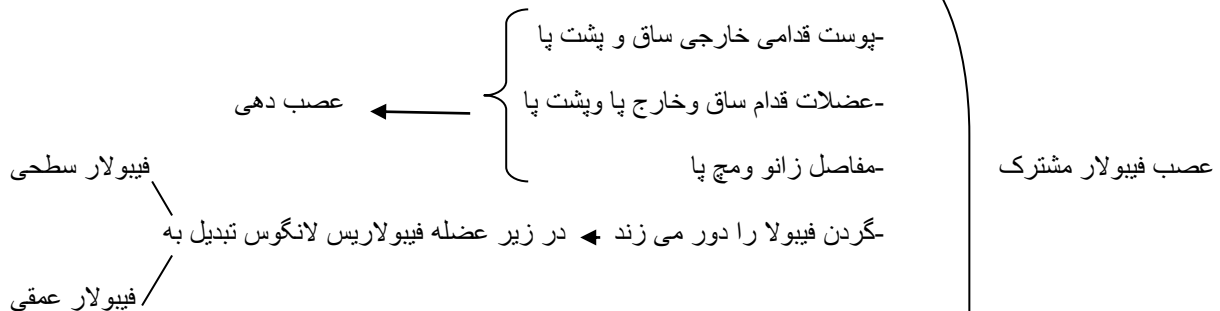 -پوست قدامی خارجی ساق و پشت پا
-عضلات قدام ساق وخارج پا وپشت پا
عصب دهی
-مفاصل زانو ومچ پا
عصب فیبولار مشترک
فیبولار سطحی
-گردن فیبولا را دور می زند
در زیر عضله فیبولاریس لانگوس تبدیل به
فیبولار عمقی